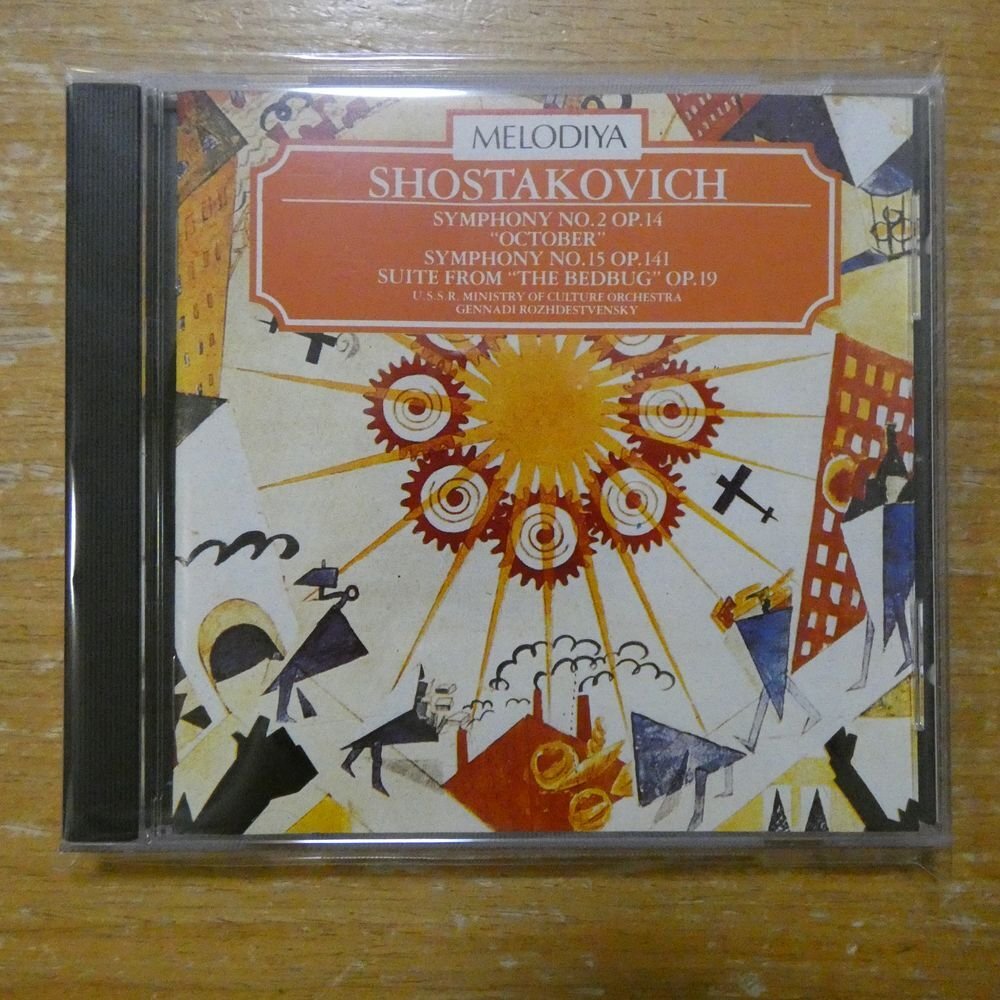 MELODIYA
SHOSTAKOVICH
SYMPHONY NO.2 OP.14
"OCTOBER"
SYMPHONY NO.15 OP.141
SUITE FROM "THE BEDBUG" OP.19
U.S.S.R. MINISTRY OF CULTURE ORCHESTRA
GENNADI ROZHDESTVENSKY